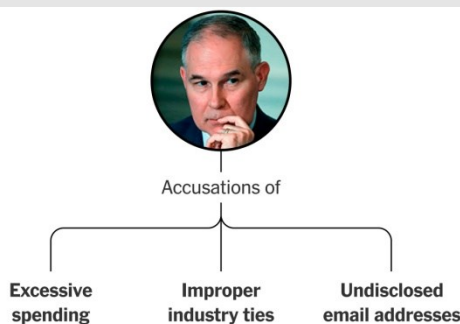 Accusations of
Excessive
spending
Improper
industry ties
Undisclosed
email addresses